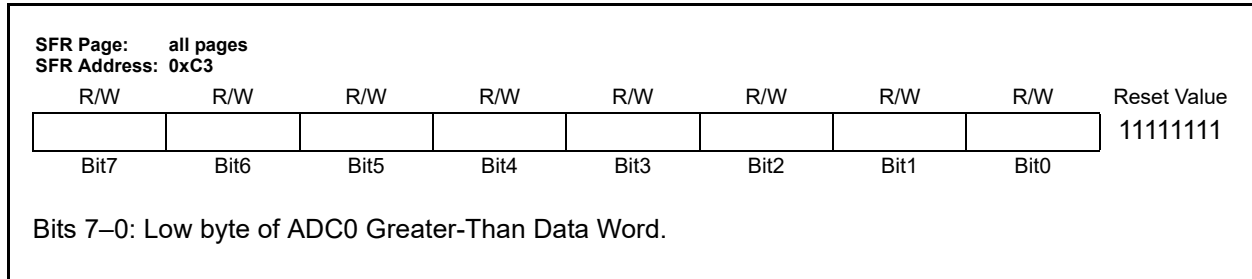 SFR Page: all pages
SFR Address: 0xC3
R/W R/W R/W R/W R/W R/W R/W R/W Reset Value
11111111
Bit7 Bit6 Bit5 Bit4 Bit3 Bit2 Bit1 Bit0
Bits 7–0: Low byte of ADC0 Greater-Than Data Word.